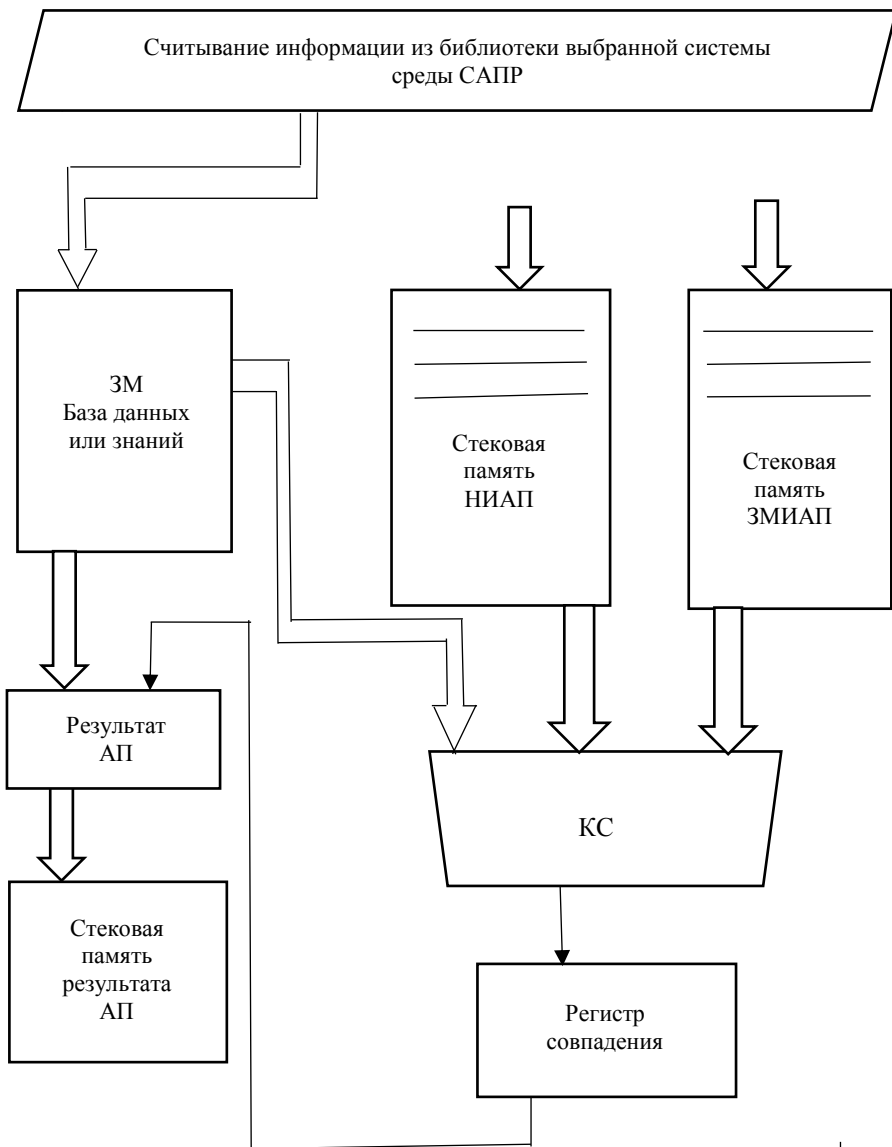 Считывание информации из библиотеки выбранной системы
среды САПР
ЗМ
База данных
или знаний
Стековая
память
НИАП
Стековая
память
ЗМИАП
Результат
АП
КС
Стековая
память
результата
АП
Регистр
совпадения